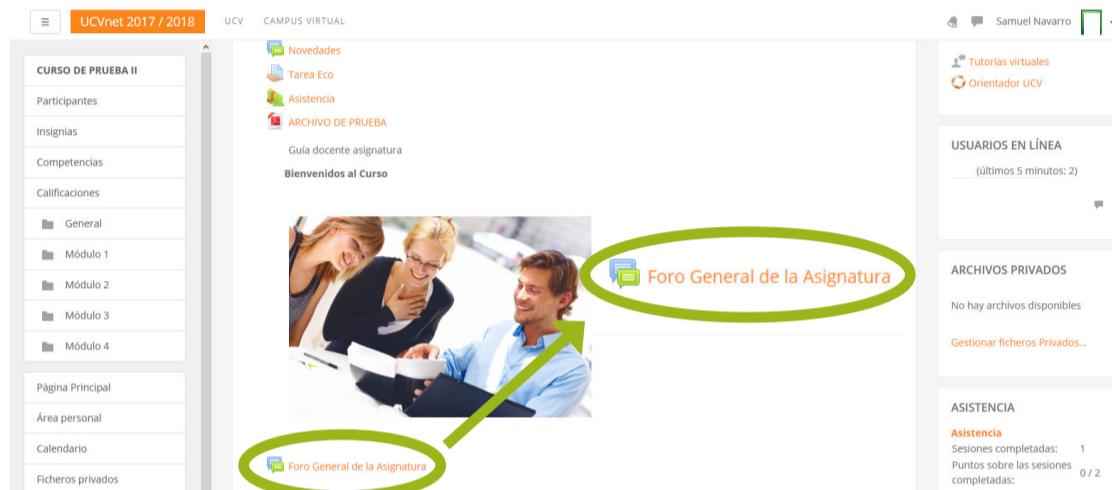 UCVnet 2017 / 2018
UCV
CAMPUS VIRTUAL
Samuel Navarro
CURSO DE PRUEBA II
Participantes
Insignias
Competencias
Calificaciones
General
Módulo 1
Módulo 2
Módulo 3
Módulo 4
Página Principal
Área personal
Calendario
Ficheros privados
Novedades
Tarea Eco
Asistencia
ARCHIVO DE PRUEBA
Guía docente asignatura
Bienvenidos al Curso
Foro General de la Asignatura
Foro General de la Asignatura
Tutorías virtuales
Orientador UCV
USUARIOS EN LÍNEA
(últimos 5 minutos: 2)
ARCHIVOS PRIVADOS
No hay archivos disponibles
Gestionar ficheros Privados...
ASISTENCIA
Asistencia
Sesiones completadas: 1
Puntos sobre las sesiones
completadas: 0 / 2